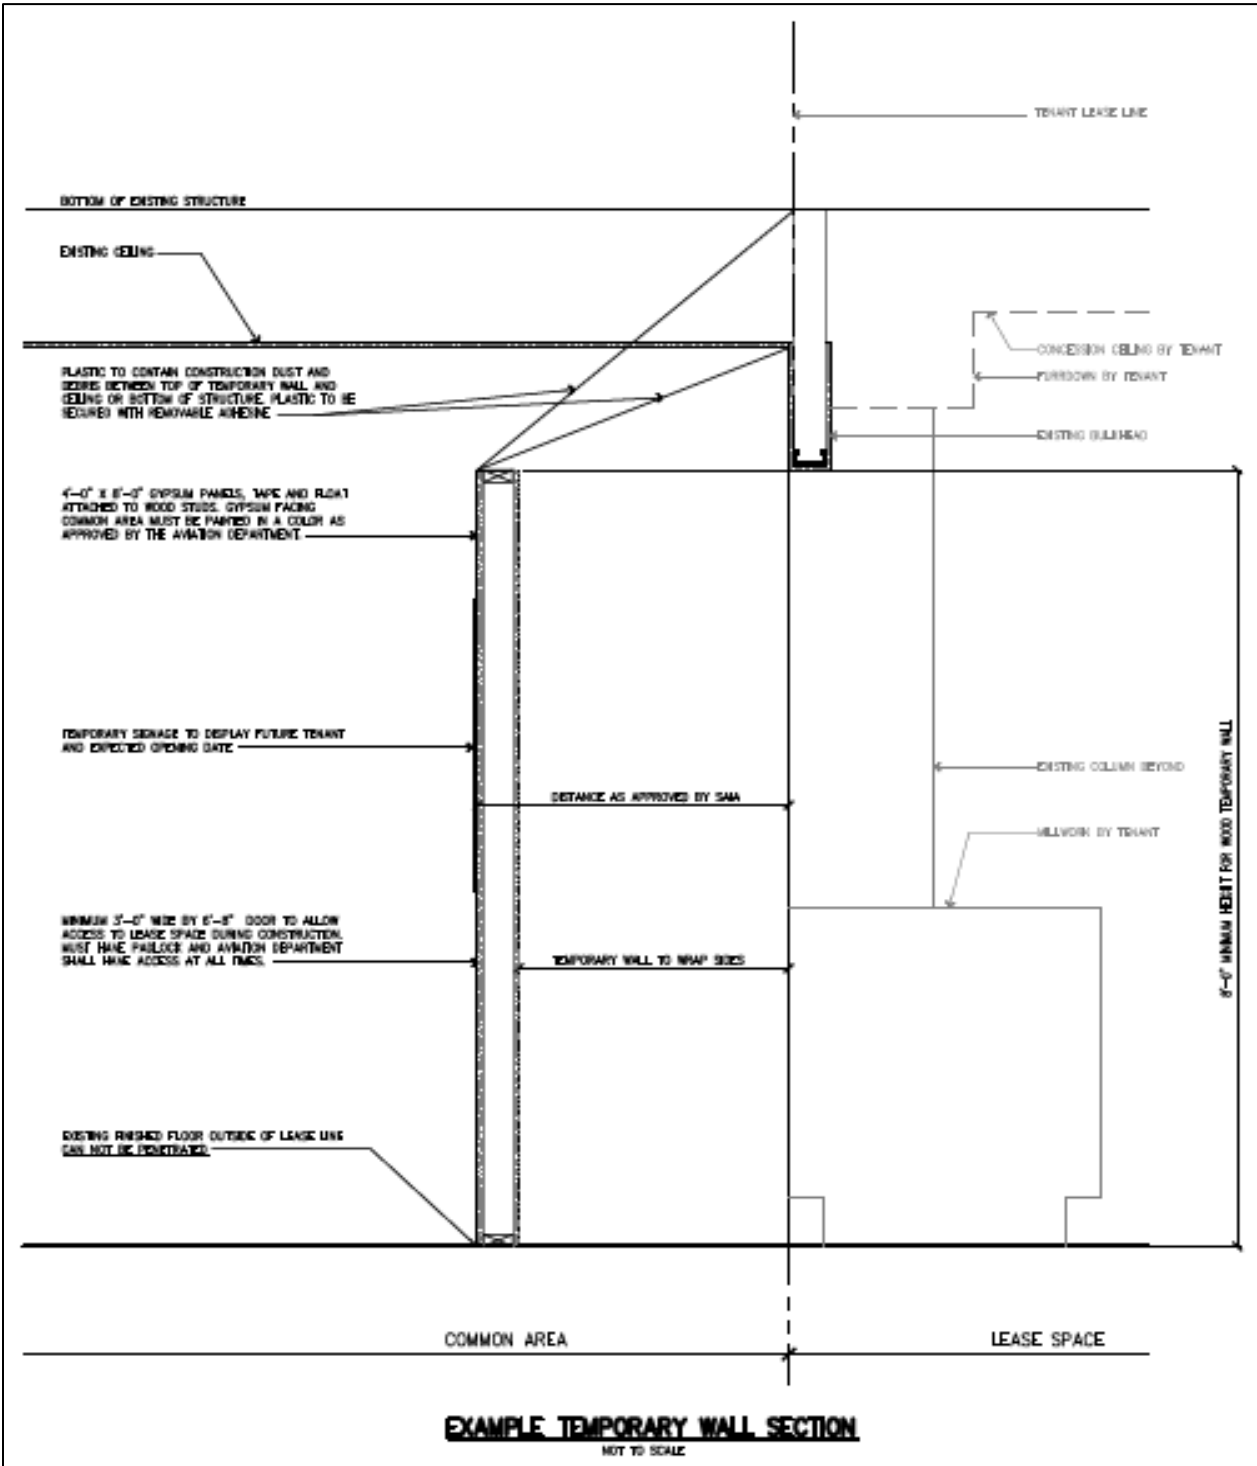 TENANT LEASE LINE
BOTTOM OF EXISTING STRUCTURE
EXISTING CEILING
CONCESSION CEILING BY TENANT
FURRDOWN BY TENANT
PLASTIC TO CONTAIN CONSTRUCTION DUST AND
DEBRIS BETWEEN TOP OF TEMPORARY WALL AND
CEILING OR BOTTOM OF STRUCTURE. PLASTIC TO BE
SECURED WITH REMOVABLE ADHESIVE
EXISTING BULKHEAD
4'-0" X 8'-0" GYPSUM PANELS, TAPE AND FLOAT
ATTACHED TO WOOD STUDS. GYPSUM FACING
COMMON AREA MUST BE PAINTED IN A COLOR AS
APPROVED BY THE AVIATION DEPARTMENT.
TEMPORARY SIGNAGE TO DISPLAY FUTURE TENANT
AND EXPECTED OPENING DATE
EXISTING COLUMN BEYOND
DISTANCE AS APPROVED BY SAIA
MILLWORK BY TENANT
8'-0" MINIMUM HEIGHT FOR WOOD TEMPORARY WALL
MINIMUM 3'-0" WIDE BY 6'-8" DOOR TO ALLOW
ACCESS TO LEASE SPACE DURING CONSTRUCTION.
MUST HAVE PADLOCK AND AVIATION DEPARTMENT
SHALL HAVE ACCESS AT ALL TIMES.
TEMPORARY WALL TO WRAP SIDES
EXISTING FINISHED FLOOR OUTSIDE OF LEASE LINE
CAN NOT BE PENETRATED
COMMON AREA
LEASE SPACE
EXAMPLE TEMPORARY WALL SECTION
NOT TO SCALE